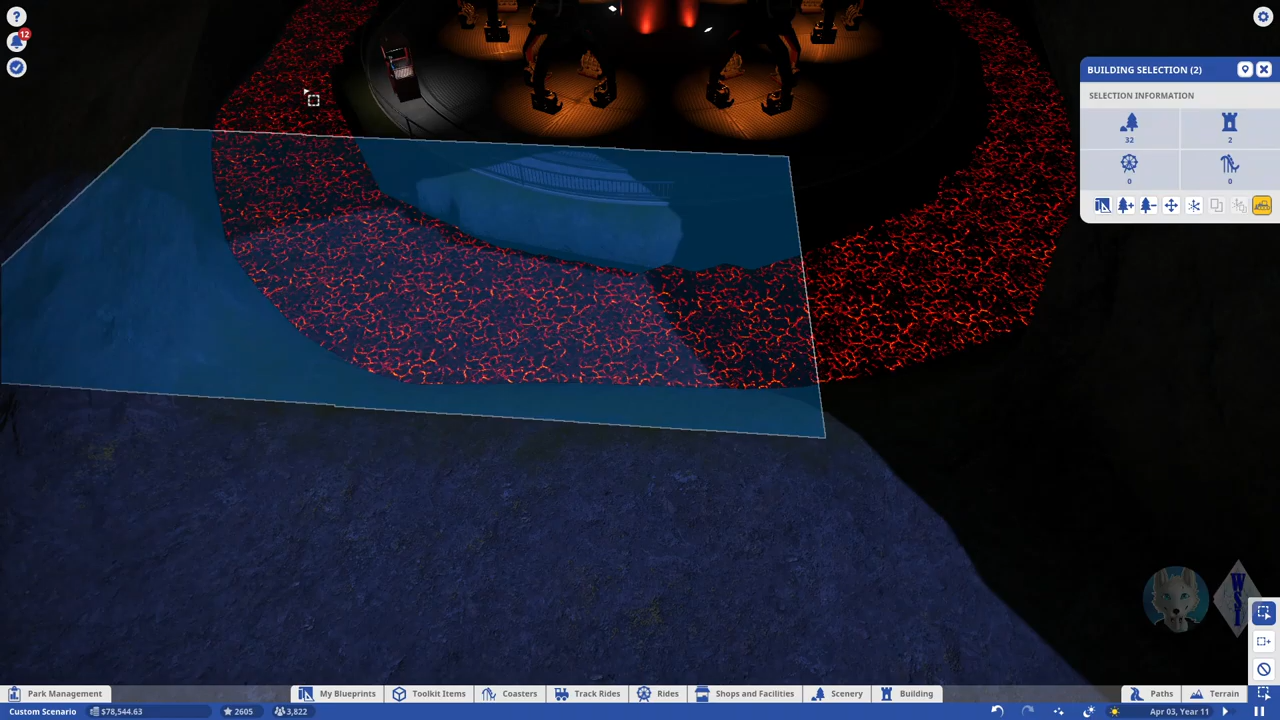 ?
12
BUILDING SELECTION (2)
SELECTION INFORMATION
32
2
0
0
WSI
Park Management
My Blueprints
Toolkit Items
Coasters
Track Rides
Rides
Shops and Facilities
Scenery
Building
Paths
Terrain
Custom Scenario
$78,544.63
2605
3,822
Apr 03, Year 11